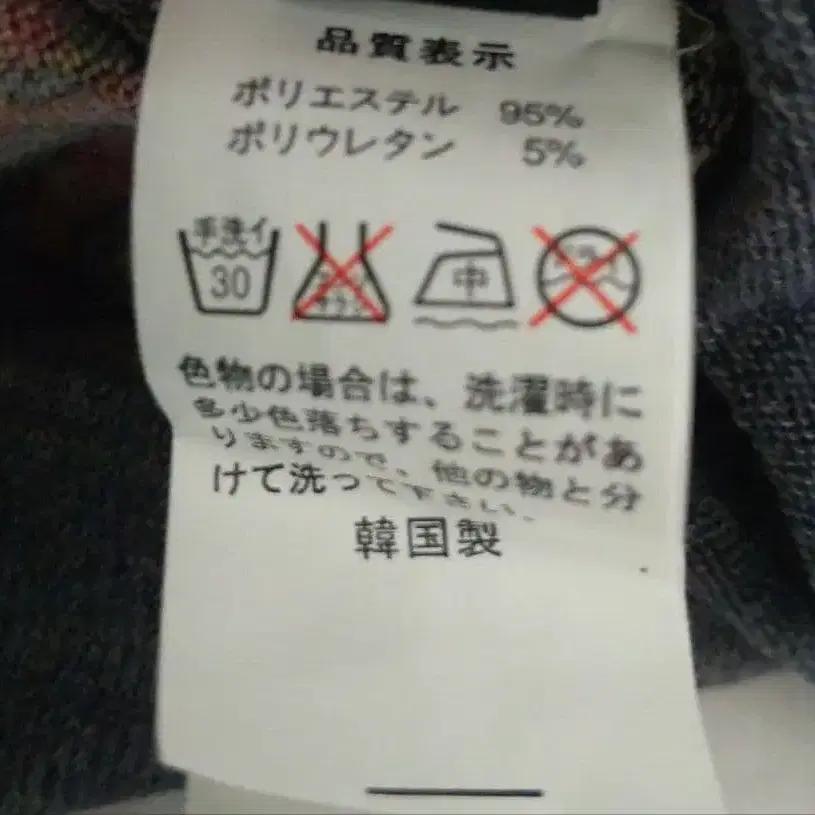 品質表示
ポリエステル 95%
ポリウレタン 5%
手洗イ
30
中
色物の場合は、洗濯時に
多少色落ちすることがあ
りますので、他の物と分
けて洗って下さい。
韓国製